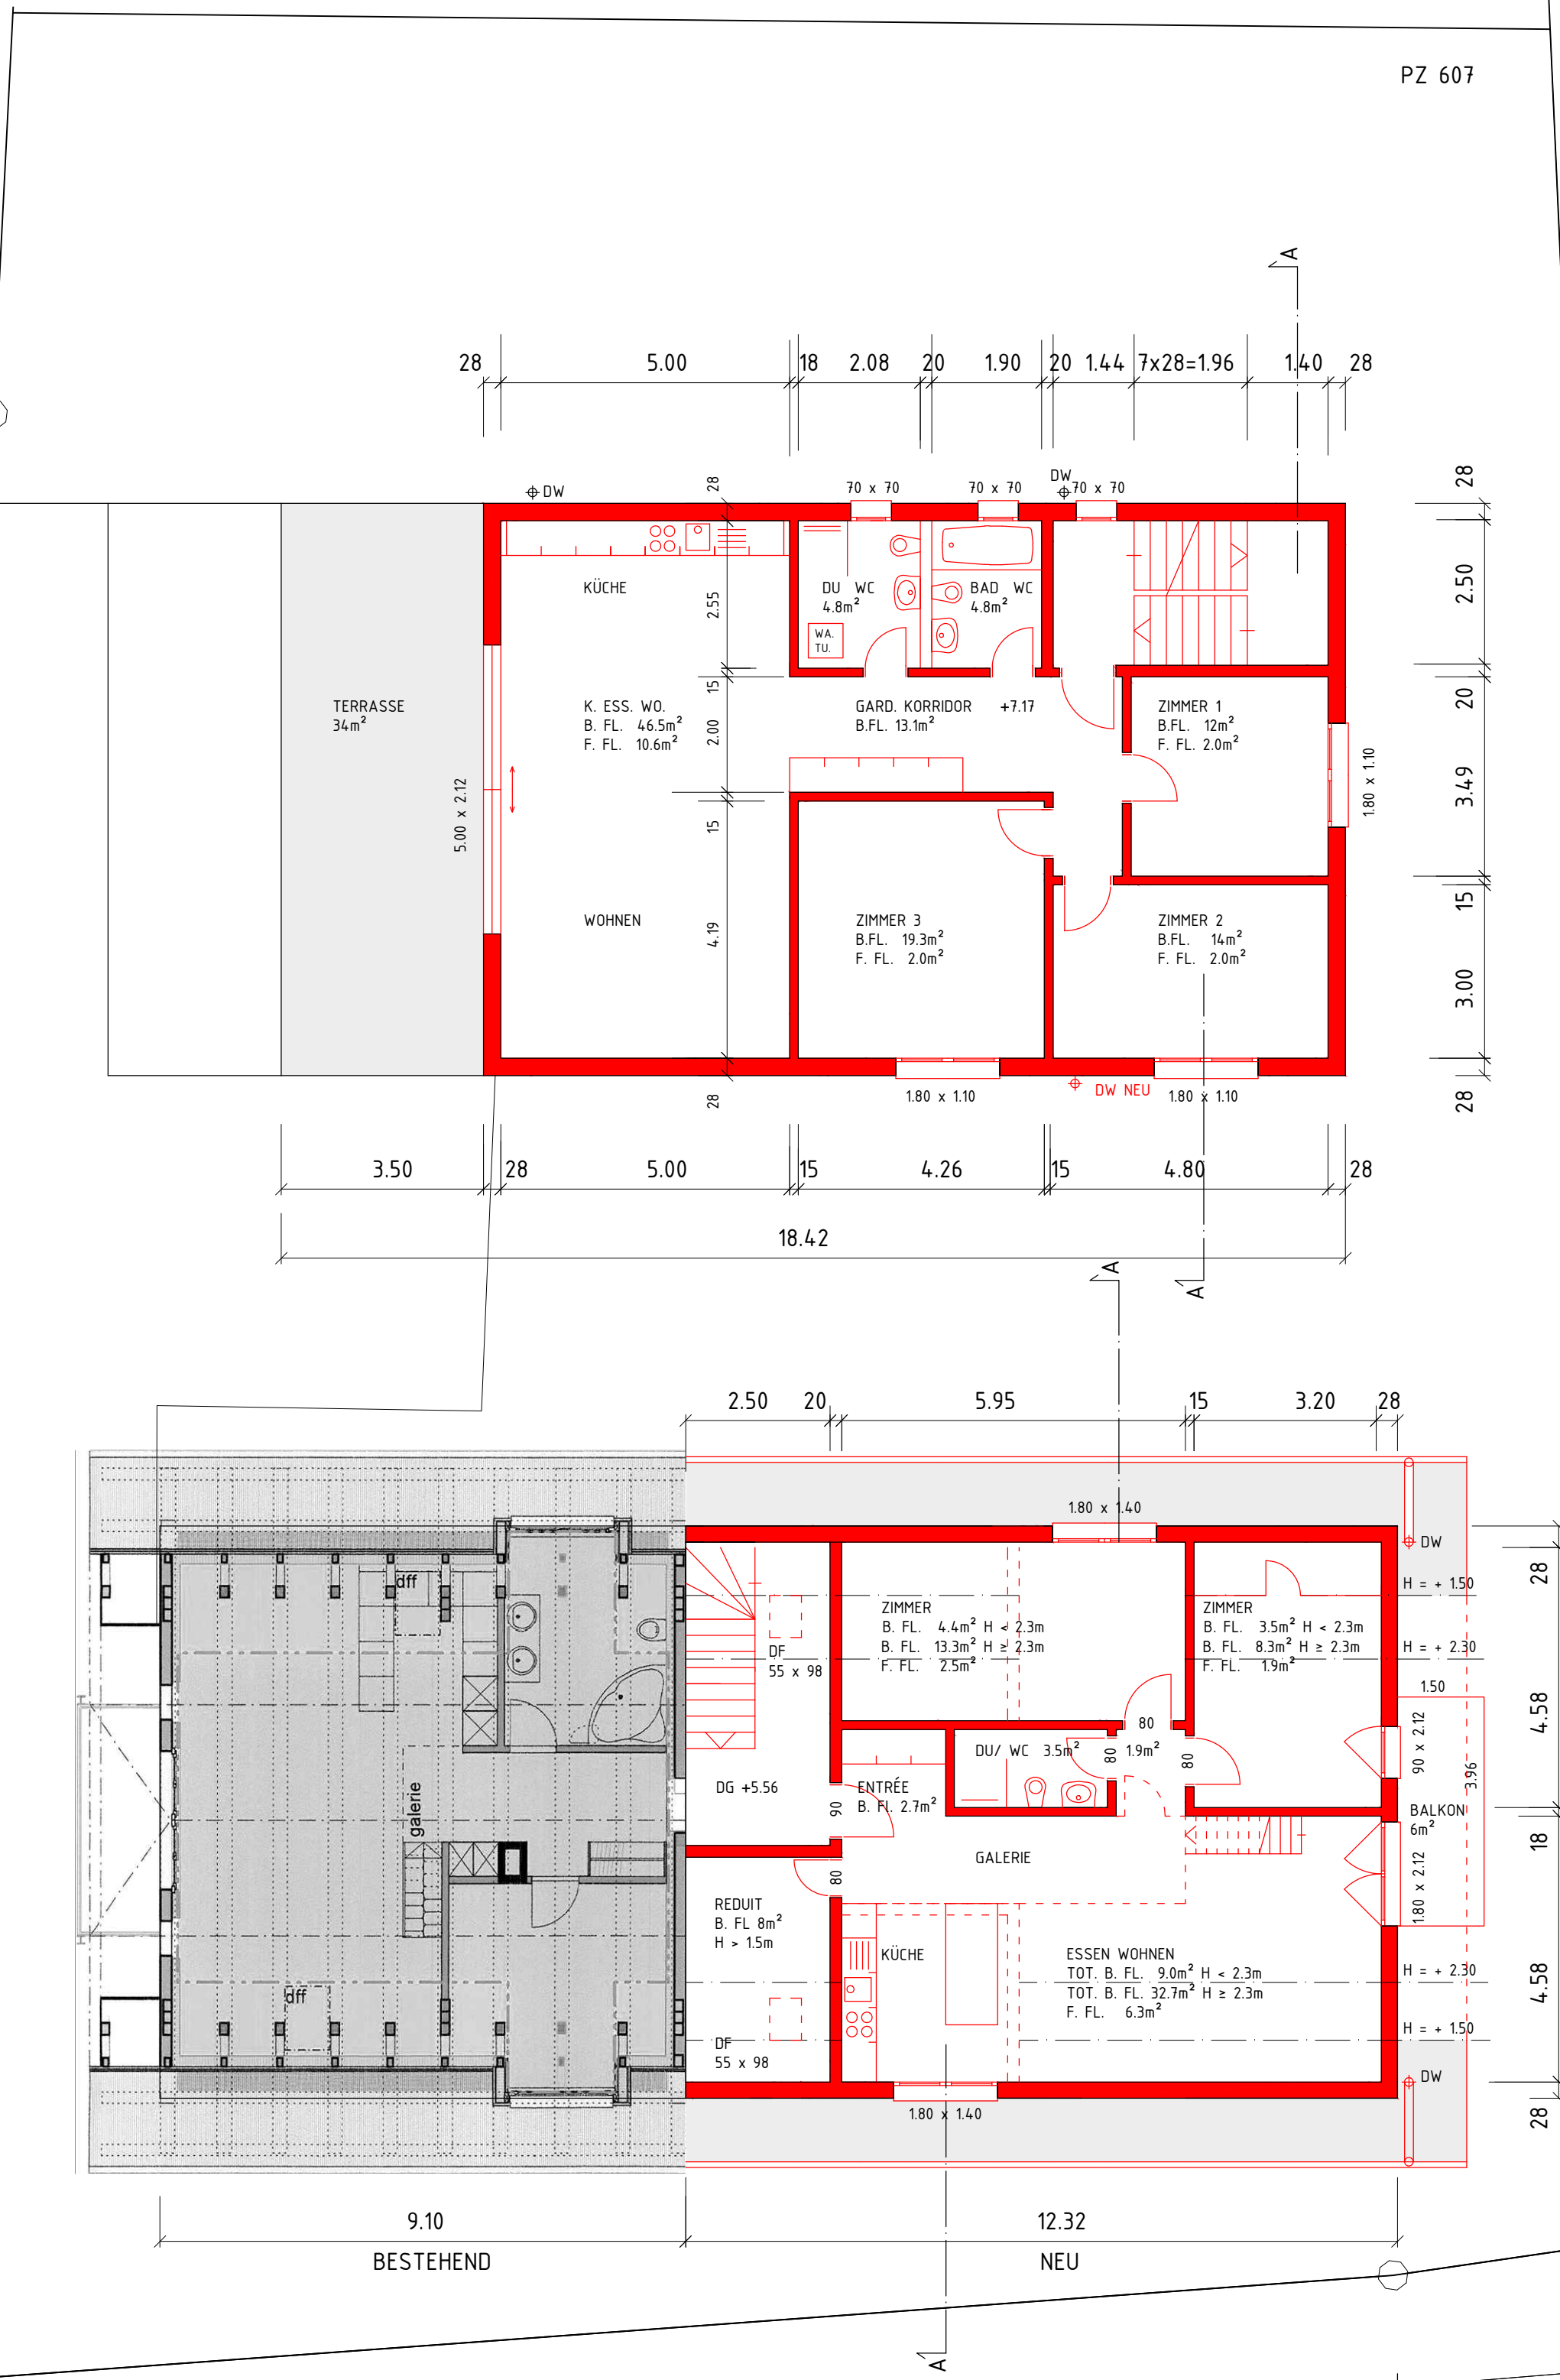 PZ 607
A
28 5.00 18 2.08 20 1.90 20 1.44 7x28=1.96 1.40 28
DW
70 x 70
70 x 70
DW
70 x 70
28
28
KÜCHE
DU WC
4.8m²
BAD WC
4.8m²
WA.
TU.
2.55
2.50
TERRASSE
34m²
K. ESS. WO.
B. FL. 46.5m²
F. FL. 10.6m²
15
2.00
GARD. KORRIDOR +7.17
B.FL. 13.1m²
ZIMMER 1
B.FL. 12m²
F. FL. 2.0m²
20
5.00 x 2.12
1.80 x 1.10
3.49
15
15
WOHNEN
4.19
ZIMMER 3
B.FL. 19.3m²
F. FL. 2.0m²
ZIMMER 2
B.FL. 14m²
F. FL. 2.0m²
3.00
28
1.80 x 1.10
DW NEU
1.80 x 1.10
28
3.50 28 5.00 15 4.26 15 4.80 28
18.42
A
A
2.50 20 5.95 15 3.20 28
1.80 x 1.40
DW
28
dff
H = + 1.50
ZIMMER
B. FL. 4.4m² H < 2.3m
B. FL. 13.3m² H ≥ 2.3m
F. FL. 2.5m²
ZIMMER
B. FL. 3.5m² H < 2.3m
B. FL. 8.3m² H ≥ 2.3m
F. FL. 1.9m²
DF
55 x 98
H = + 2.30
1.50
4.58
80
90 x 2.12
DU/ WC 3.5m²
80
1.9m²
80
3.96
galerie
DG +5.56
ENTRÉE
B. Fl. 2.7m²
90
BALKON
6m²
18
GALERIE
80
1.80 x 2.12
REDUIT
B. FL 8m²
H > 1.5m
KÜCHE
ESSEN WOHNEN
TOT. B. FL. 9.0m² H < 2.3m
TOT. B. FL. 32.7m² H ≥ 2.3m
F. FL. 6.3m²
H = + 2.30
4.58
dff
H = + 1.50
DF
55 x 98
DW
1.80 x 1.40
28
9.10
12.32
BESTEHEND
NEU
A